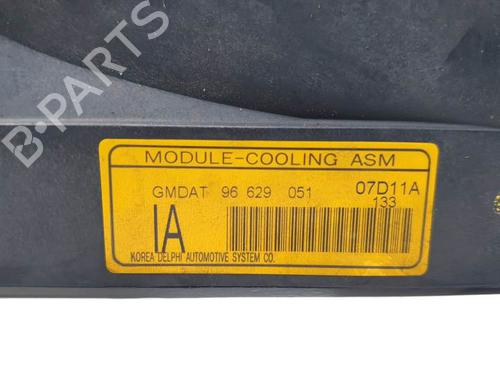 B-PARTS
MODULE-COOLING ASM
GMDAT 96 629 051 07D11A
133
IA
KOREA DELPHI AUTOMOTIVE SYSTEM CO.